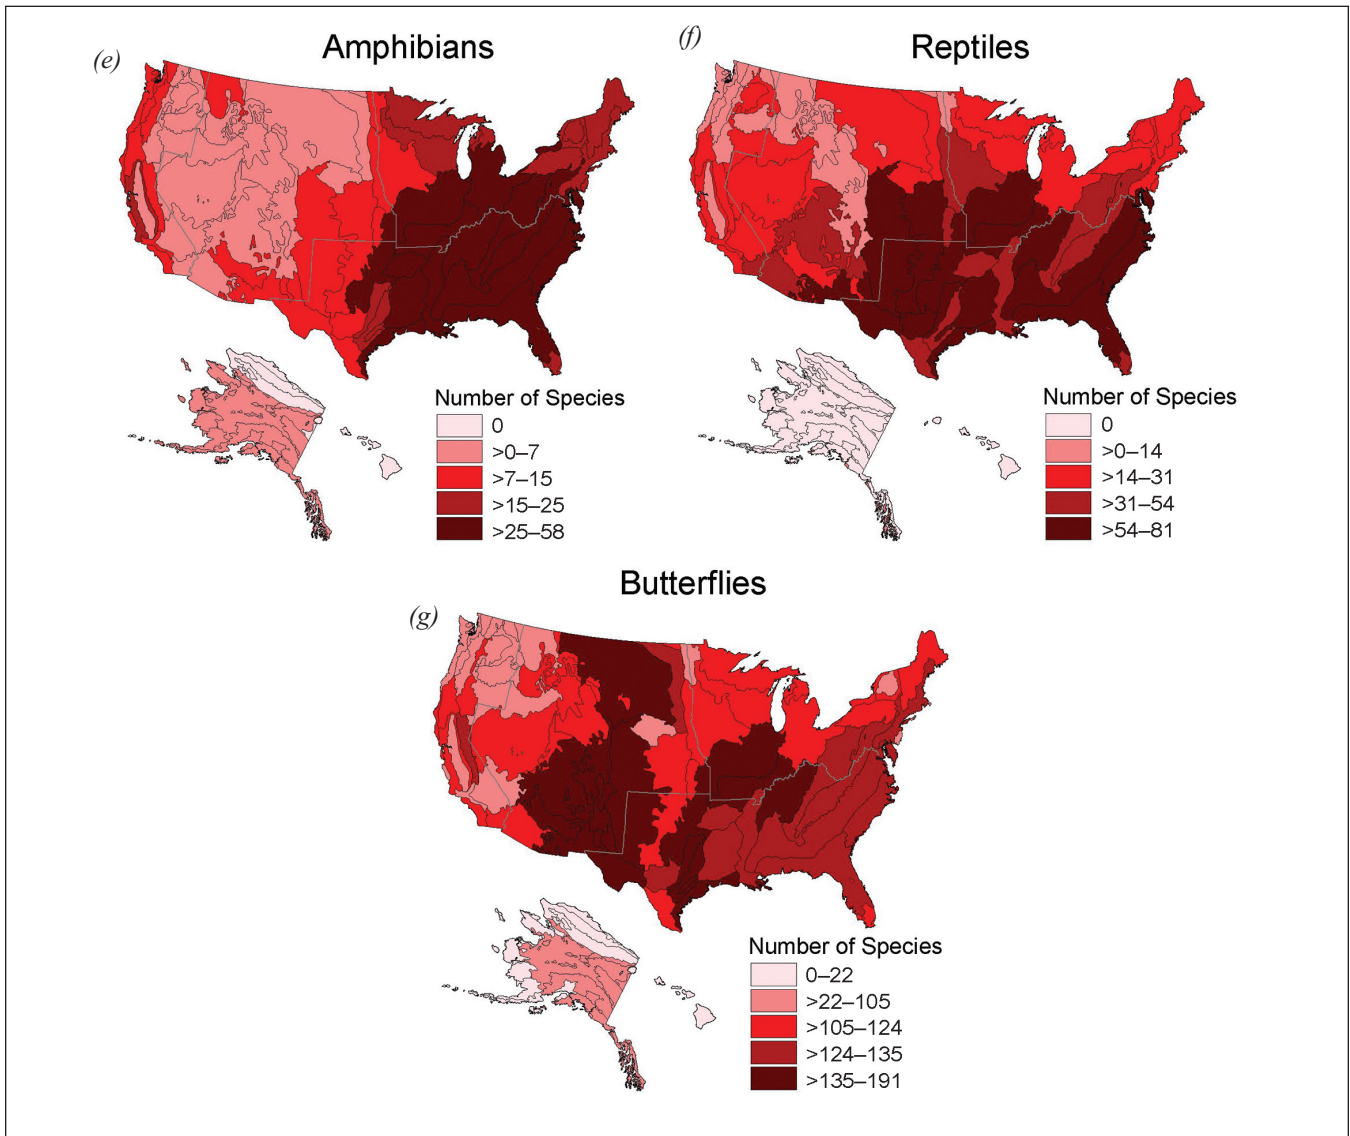 (e)
Amphibians
Number of Species
0
>0–7
>7–15
>15–25
>25–58
(f)
Reptiles
Number of Species
0
>0–14
>14–31
>31–54
>54–81
(g)
Butterflies
Number of Species
0–22
>22–105
>105–124
>124–135
>135–191